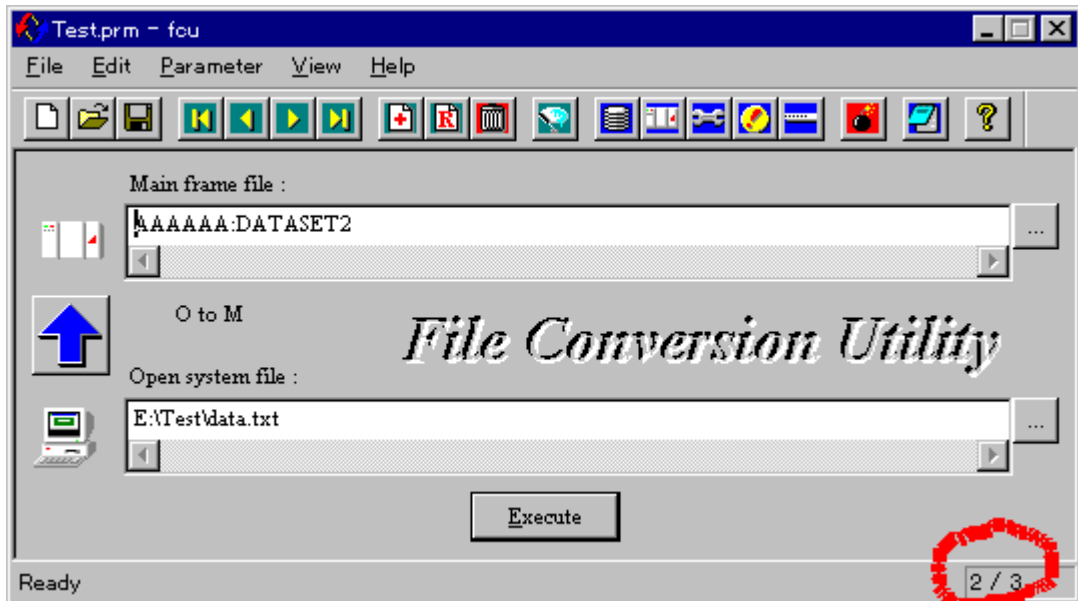 Test.prm - fcu
File Edit Parameter View Help
R ?
Main frame file :
AAAAAA:DATASET2
...
O to M
File Conversion Utility
Open system file :
E:\Test\data.txt
...
Execute
Ready
2 / 3